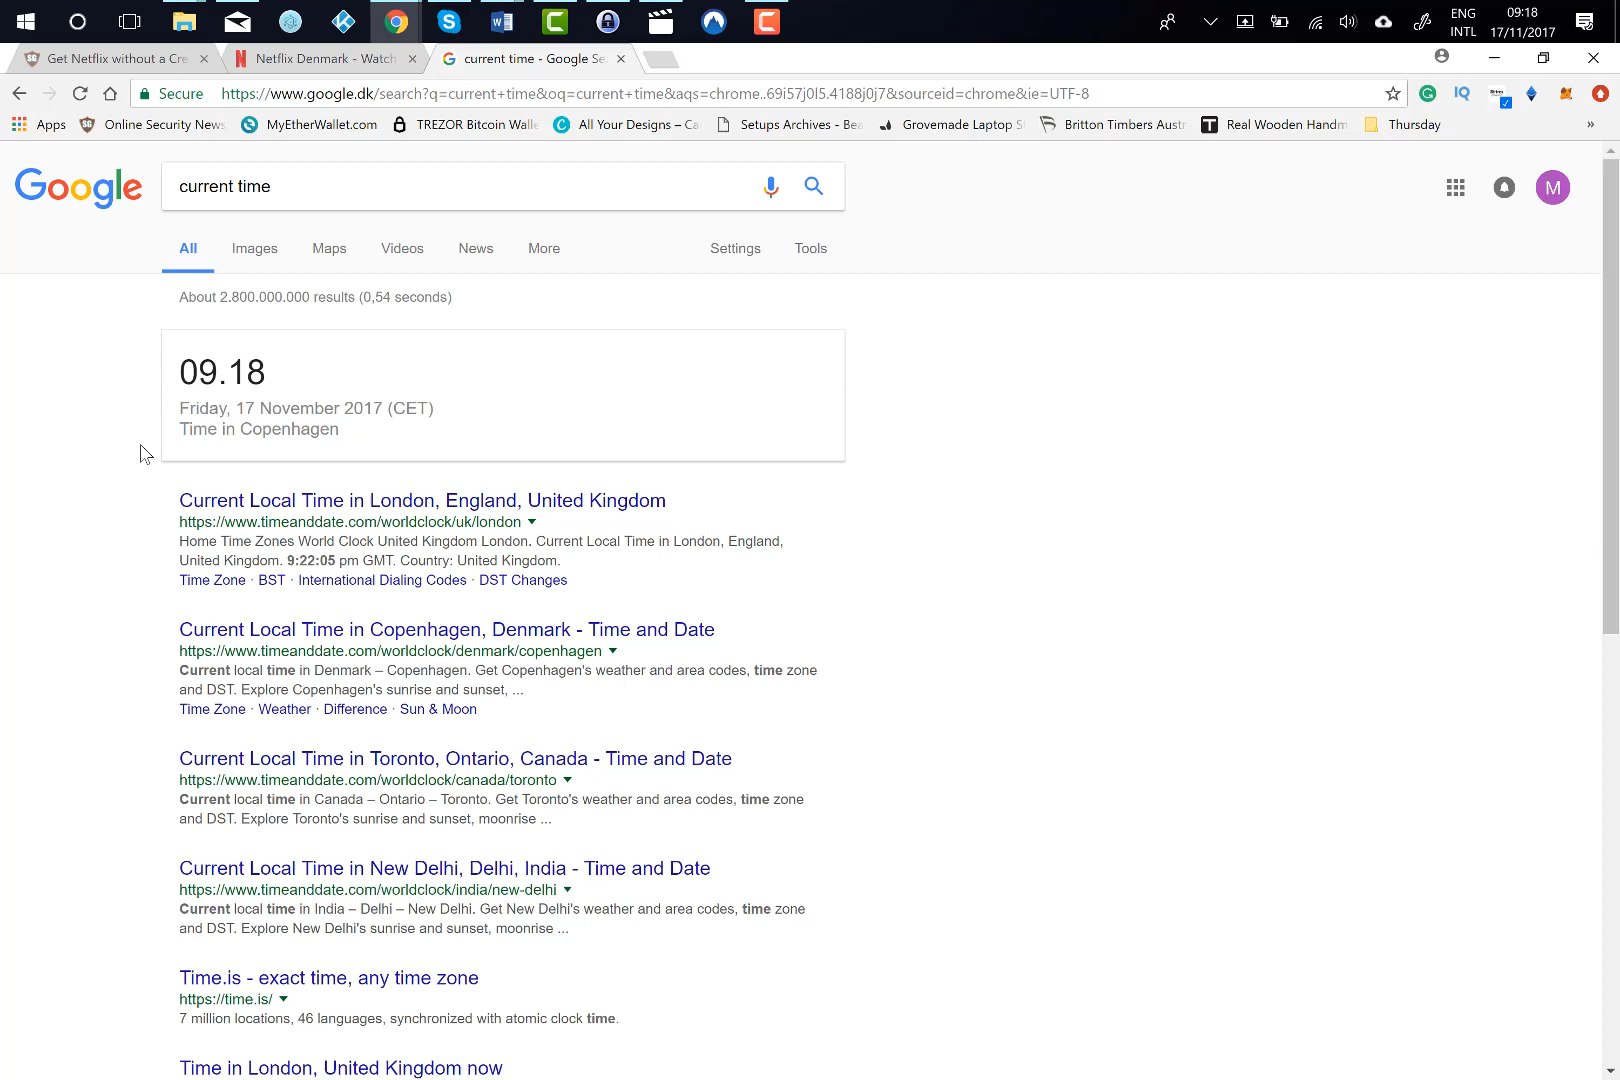 ENG
INTL
09:18
17/11/2017
Get Netflix without a Cre
Netflix Denmark - Watch
current time - Google Se
Secure
https://www.google.dk/search?q=current+time&oq=current+time&aqs=chrome..69i57j0l5.4188j0j7&sourceid=chrome&ie=UTF-8
Apps
Online Security News
MyEtherWallet.com
TREZOR Bitcoin Walle
All Your Designs – Ca
Setups Archives - Bea
Grovemade Laptop S
Britton Timbers Austr
Real Wooden Handm
Thursday
»
Google
current time
M
All
Images
Maps
Videos
News
More
Settings
Tools
About 2.800.000.000 results (0,54 seconds)
09.18
Friday, 17 November 2017 (CET)
Time in Copenhagen
Current Local Time in London, England, United Kingdom
https://www.timeanddate.com/worldclock/uk/london
Home Time Zones World Clock United Kingdom London. Current Local Time in London, England,
United Kingdom. 9:22:05 pm GMT. Country: United Kingdom.
Time Zone · BST · International Dialing Codes · DST Changes
Current Local Time in Copenhagen, Denmark - Time and Date
https://www.timeanddate.com/worldclock/denmark/copenhagen
Current local time in Denmark – Copenhagen. Get Copenhagen's weather and area codes, time zone
and DST. Explore Copenhagen's sunrise and sunset, ...
Time Zone · Weather · Difference · Sun & Moon
Current Local Time in Toronto, Ontario, Canada - Time and Date
https://www.timeanddate.com/worldclock/canada/toronto
Current local time in Canada – Ontario – Toronto. Get Toronto's weather and area codes, time zone
and DST. Explore Toronto's sunrise and sunset, moonrise ...
Current Local Time in New Delhi, Delhi, India - Time and Date
https://www.timeanddate.com/worldclock/india/new-delhi
Current local time in India – Delhi – New Delhi. Get New Delhi's weather and area codes, time zone
and DST. Explore New Delhi's sunrise and sunset, moonrise ...
Time.is - exact time, any time zone
https://time.is/
7 million locations, 46 languages, synchronized with atomic clock time.
Time in London, United Kingdom now